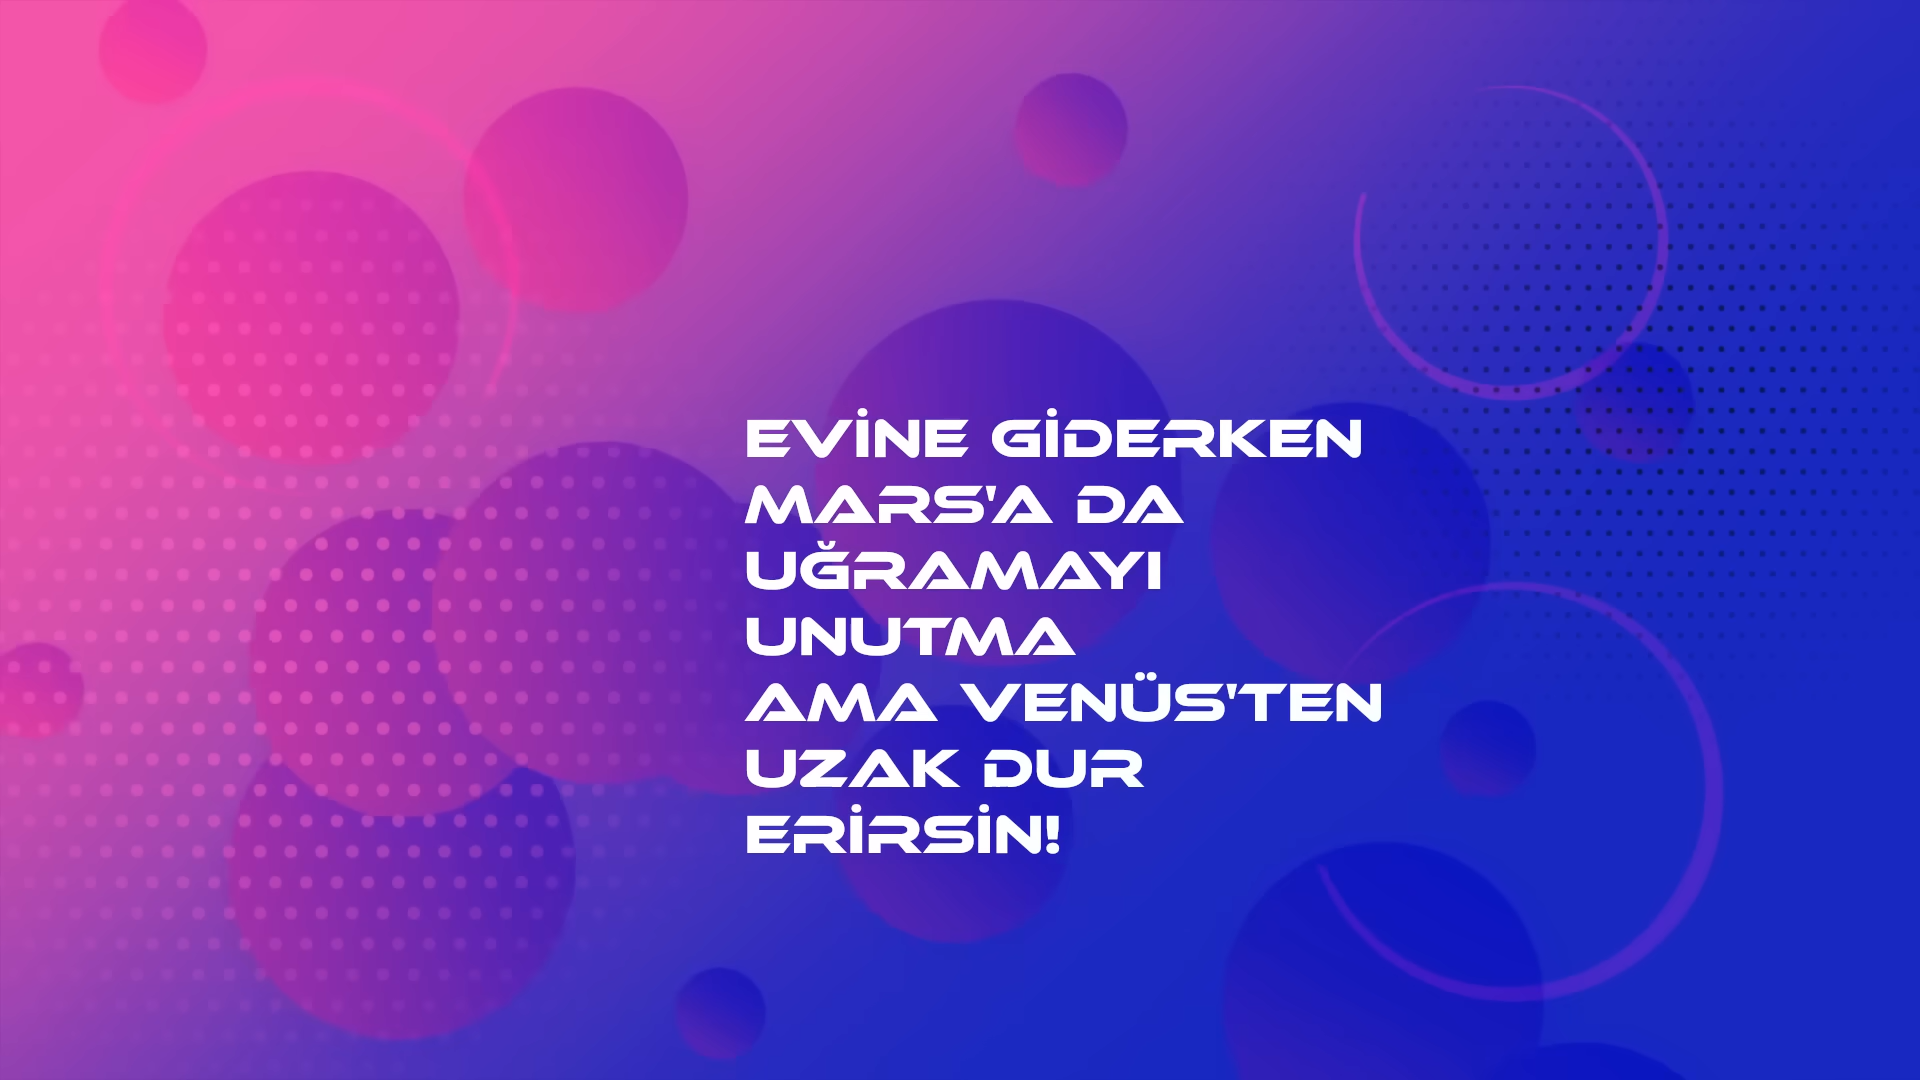 EVİNE GİDERKEN
MARS'A DA
UĞRAMAYI
UNUTMA
AMA VENÜS'TEN
UZAK DUR
ERİRSİN!